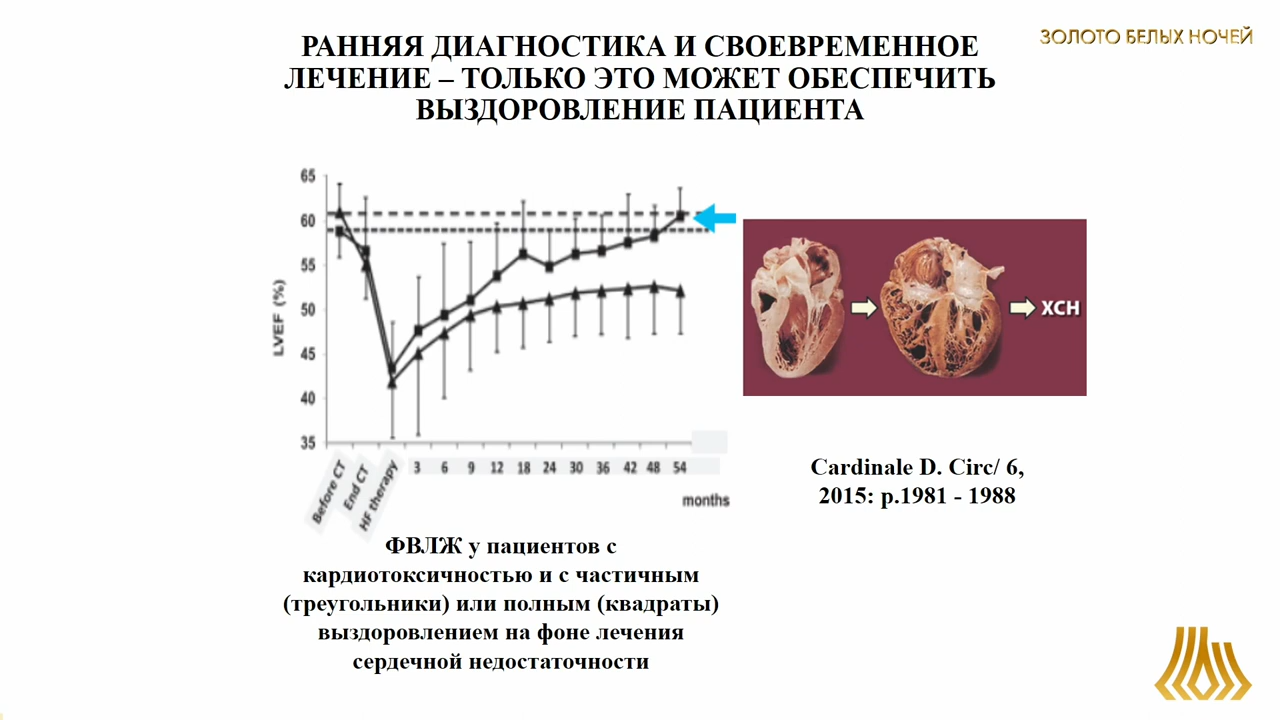 РАННЯЯ ДИАГНОСТИКА И СВОЕВРЕМЕННОЕ
ЛЕЧЕНИЕ – ТОЛЬКО ЭТО МОЖЕТ ОБЕСПЕЧИТЬ
ВЫЗДОРОВЛЕНИЕ ПАЦИЕНТА
ЗОЛОТО БЕЛЫХ НОЧЕЙ
65
60
55
50
45
40
35
LVEF (%)
Before CT
End CT
HF therapy
3 6 9 12 18 24 30 36 42 48 54
months
ХСН
Cardinale D. Circ/ 6,
2015: p.1981 - 1988
ФВЛЖ у пациентов с
кардиотоксичностью и с частичным
(треугольники) или полным (квадраты)
выздоровлением на фоне лечения
сердечной недостаточности